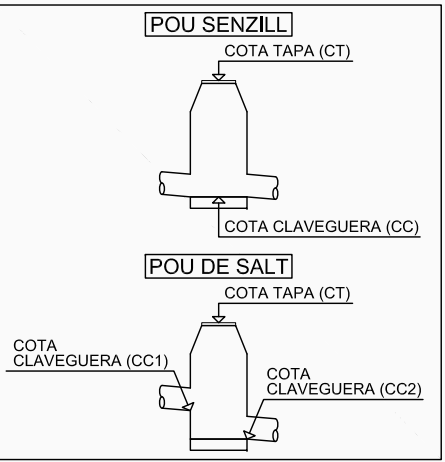 POU SENZILL
COTA TAPA (CT)
COTA CLAVEGUERA (CC)
POU DE SALT
COTA TAPA (CT)
COTA
CLAVEGUERA (CC1)
COTA
CLAVEGUERA (CC2)